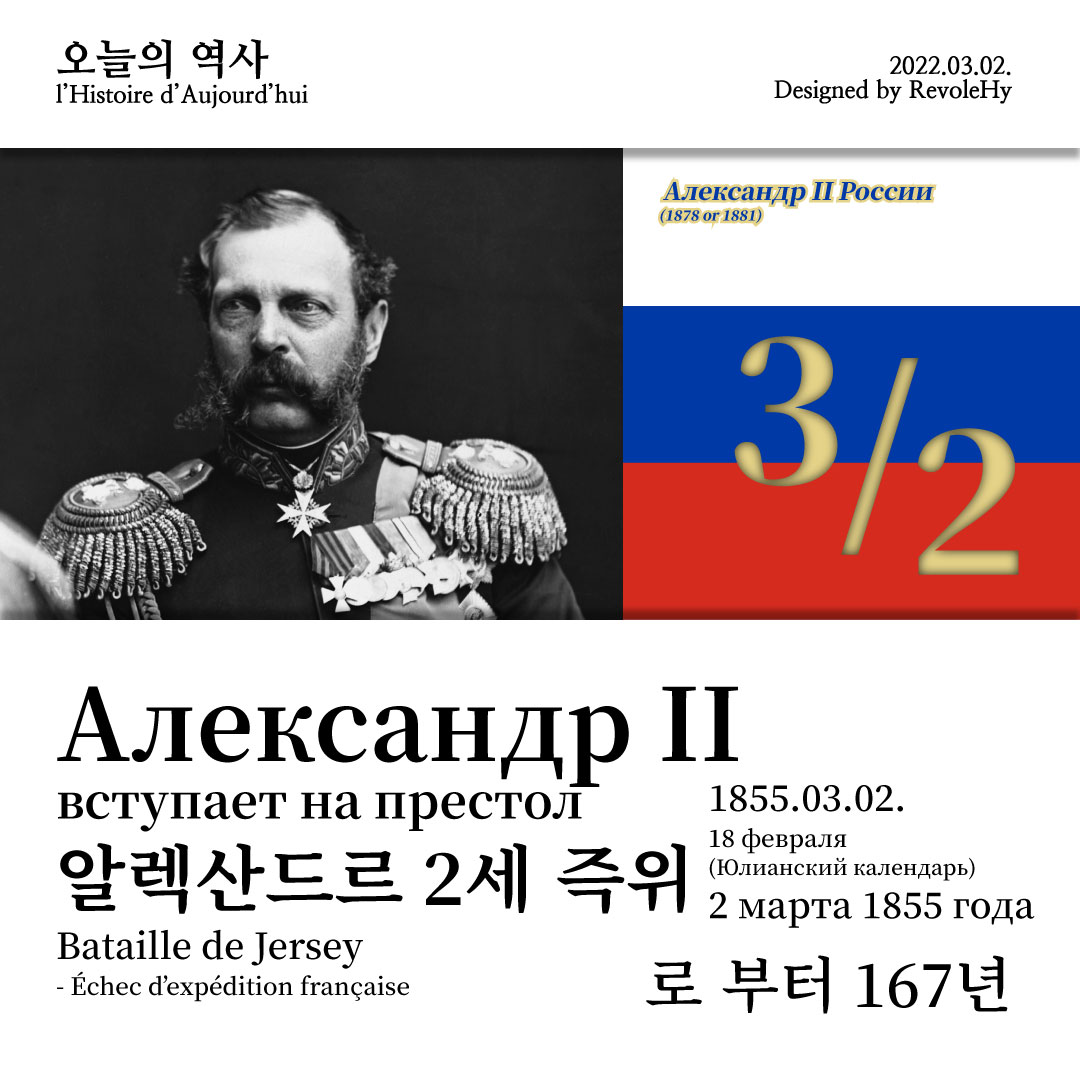 오늘의 역사
l’Histoire d’Aujourd’hui
2022.03.02.
Designed by RevoleHy
Александр II России
(1878 or 1881)
3/2
Александр II
вступает на престол
알렉산드르 2세 즉위
Bataille de Jersey
- Échec d’expédition française
1855.03.02.
18 февраля
(Юлианский календарь)
2 марта 1855 года
로 부터 167년